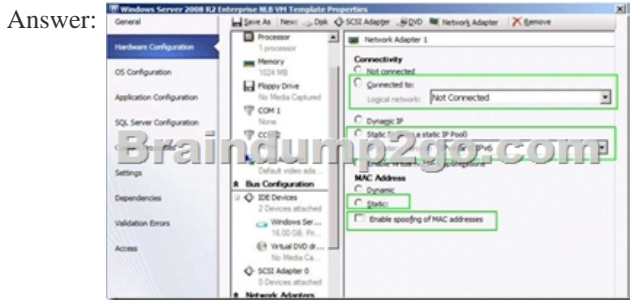 Answer:
Windows Server 2008 R2 Enterprise NLB VM Template Properties
General
Hardware Configuration
OS Configuration
Application Configuration
SQL Server Configuration
Settings
Dependencies
Validation Errors
Access
Save As New: Disk SCSI Adapter DVD Network Adapter Remove
Processor
1 processor
Memory
1024 MB
Floppy Drive
No Media Captured
COM 1
None
Default video ada...
Bus Configuration
IDE Devices
2 Devices attached
Windows Ser...
16.00 GB, Pri...
Virtual DVD dr...
No Media Ca...
SCSI Adapter 0
0 Devices attached
Network Adapters
Network Adapter 1
Connectivity
Not connected
Connected to:
Logical network: Not Connected
Dynamic IP
a static IP Pool)
IPv6
MAC Address
Dynamic
Static:
Enable spoofing of MAC addresses
Braindump2go.com